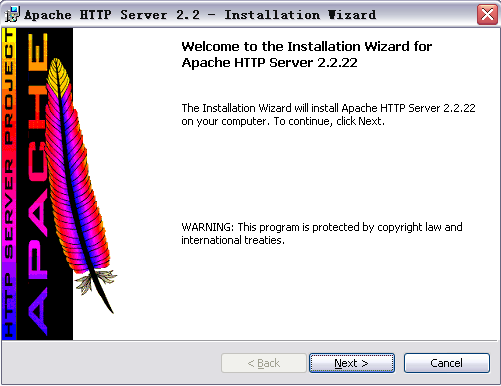 Apache HTTP Server 2.2 - Installation Wizard
HTTP SERVER PROJECT
APACHE
Welcome to the Installation Wizard for
Apache HTTP Server 2.2.22
The Installation Wizard will install Apache HTTP Server 2.2.22
on your computer. To continue, click Next.
WARNING: This program is protected by copyright law and
international treaties.
< Back
Next >
Cancel